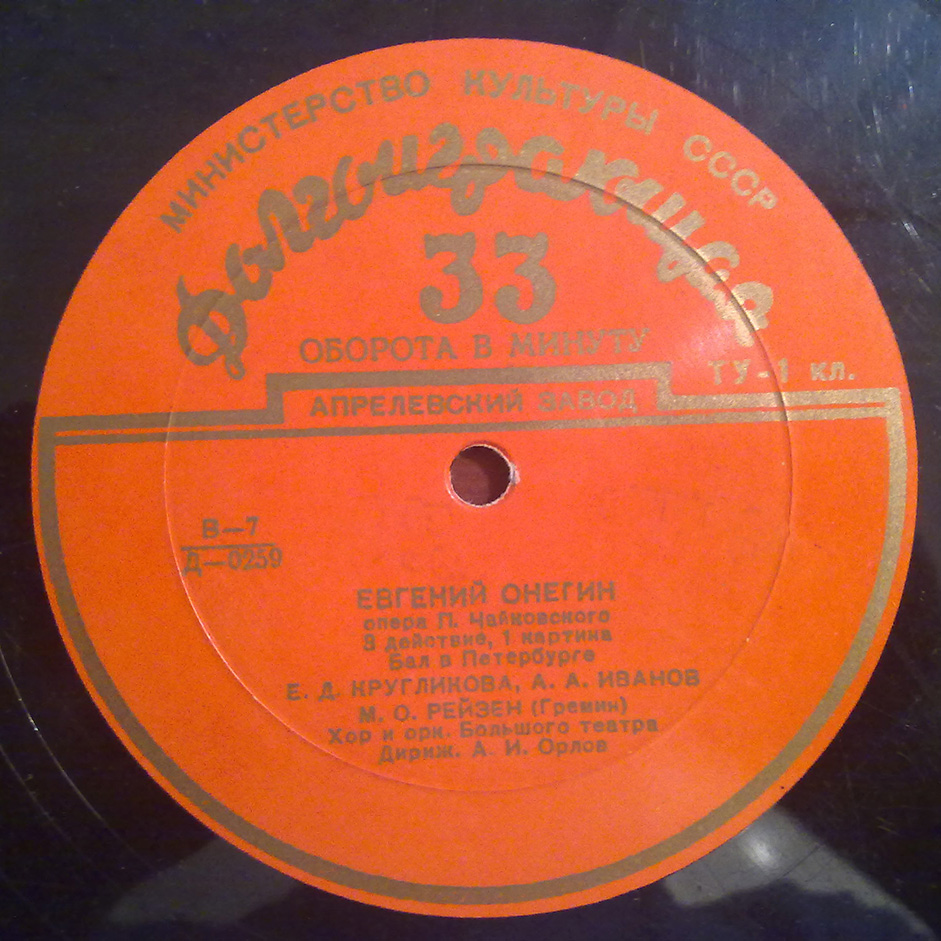 МИНИСТЕРСТВО КУЛЬТУРЫ СССР
Долгоиграющая
33
ОБОРОТА В МИНУТУ
ТУ-1 кл.
АПРЕЛЕВСКИЙ ЗАВОД
В—7
Д—0259
ЕВГЕНИЙ ОНЕГИН
опера П. Чайковского
3 действие, 1 картина
Бал в Петербурге
Е. Д. КРУГЛИКОВА, А. А. ИВАНОВ
М. О. РЕЙЗЕН (Гремин)
Хор и орк. Большого театра
Дириж. А. И. Орлов